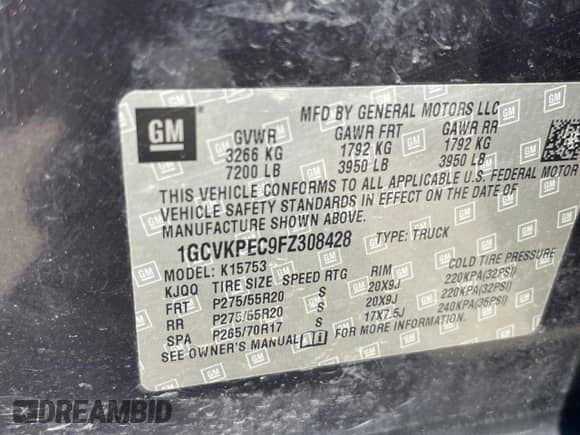 GM
MFD BY GENERAL MOTORS LLC
GVWR GAWR FRT GAWR RR
3266 KG 1792 KG 1792 KG
7200 LB 3950 LB 3950 LB
THIS VEHICLE CONFORMS TO ALL APPLICABLE U.S. FEDERAL MOTOR
VEHICLE SAFETY STANDARDS IN EFFECT ON THE DATE OF
MANUFACTURE SHOWN ABOVE.
1GCVKPEC9FZ308428 TYPE: TRUCK
MODEL: K15753
KJQQ TIRE SIZE SPEED RTG RIM COLD TIRE PRESSURE
FRT P275/55R20 S 20X9J 220KPA(32PSI)
RR P275/55R20 S 20X9J 220KPA(32PSI)
SPA P265/70R17 S 17X7.5J 240KPA(35PSI)
SEE OWNER'S MANUAL FOR MORE INFORMATION.
DREAMBID